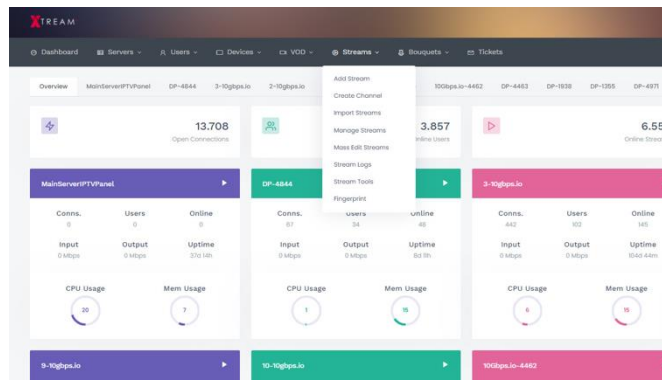 XTREAM
Dashboard Servers Users Devices VOD Streams Bouquets Tickets
Overview MainServerIPTVPanel DP-4844 3-10gbps.io 2-10gbps.io 10Gbps.io-4462 DP-4463 DP-1938 DP-1355 DP-4971
Add Stream
Create Channel
Import Streams
Manage Streams
Mass Edit Streams
Stream Logs
Stream Tools
Fingerprint
13.708
Open Connections
3.857
Online Users
6.55
Online Strea
MainServerIPTVPanel
Conns. Users Online
0 0 0
Input Output Uptime
0 Mbps 0 Mbps 37d 14h
CPU Usage Mem Usage
20 7
DP-4844
Conns. Users Online
67 34 48
Input Output Uptime
0 Mbps 0 Mbps 8d 11h
CPU Usage Mem Usage
1 15
3-10gbps.io
Conns. Users Online
442 102 145
Input Output Uptime
0 Mbps 0 Mbps 104d 44m
CPU Usage Mem Usage
6 15
9-10gbps.io
10-10gbps.io
10Gbps.io-4462